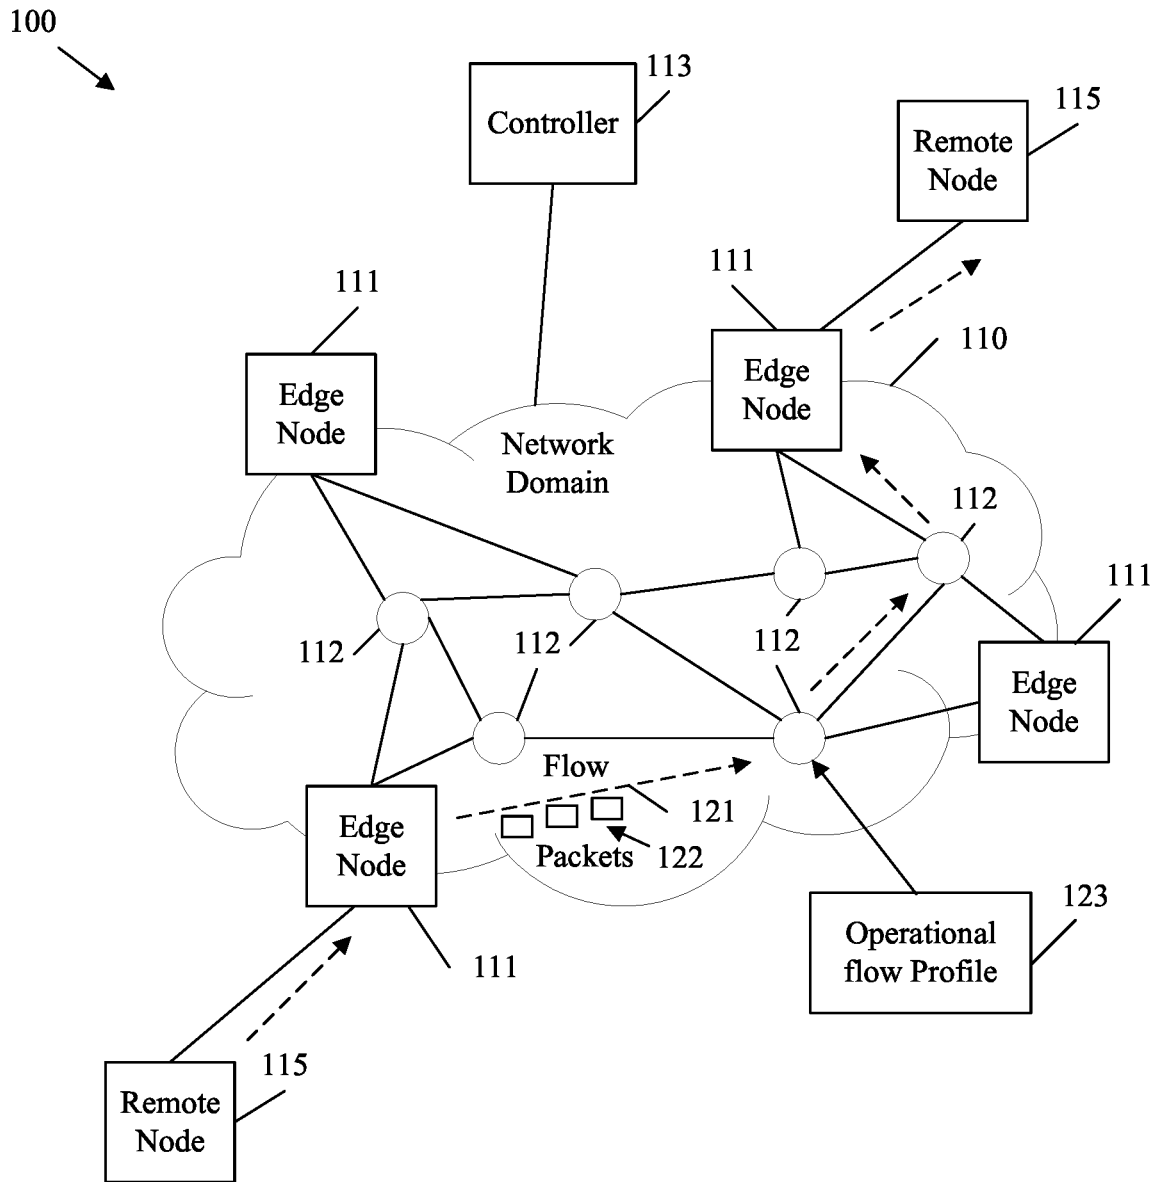 100
113
Controller
115
Remote
Node
111
111
110
Edge
Node
Edge
Node
Network
Domain
112
111
112
112
112
112
Edge
Node
Flow
121
Edge
Node
Packets
122
123
Operational
flow Profile
111
115
Remote
Node